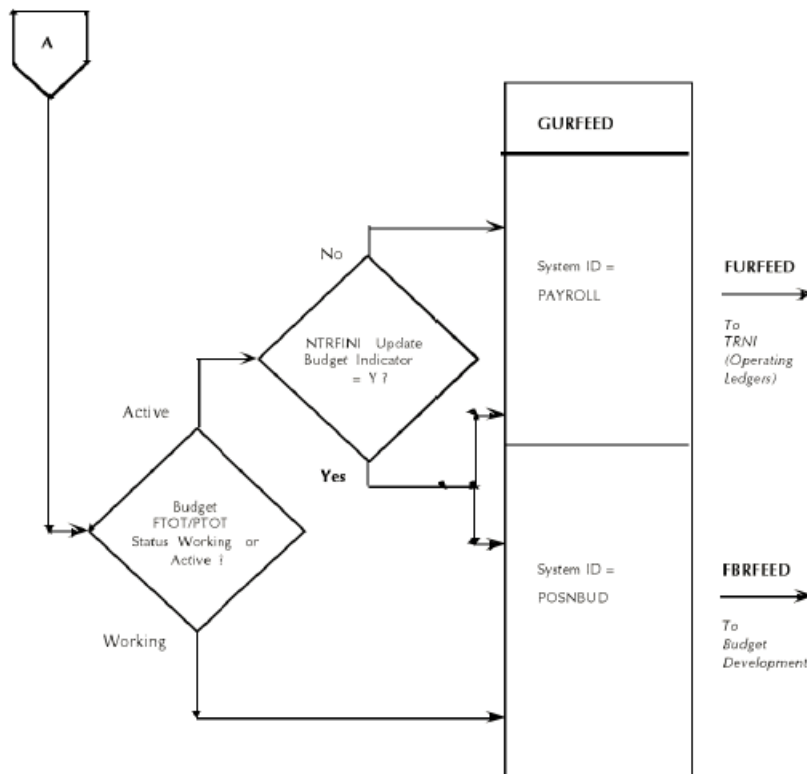 A
GURFEED
No
System ID =
PAYROLL
FURFEED
To
TRNI
(Operating
Ledgers)
NTRFINI Update
Budget Indicator
= Y ?
Active
Yes
Budget
FTOT/PTOT
Status Working or
Active ?
System ID =
POSNBUD
FBRFEED
To
Budget
Development
Working